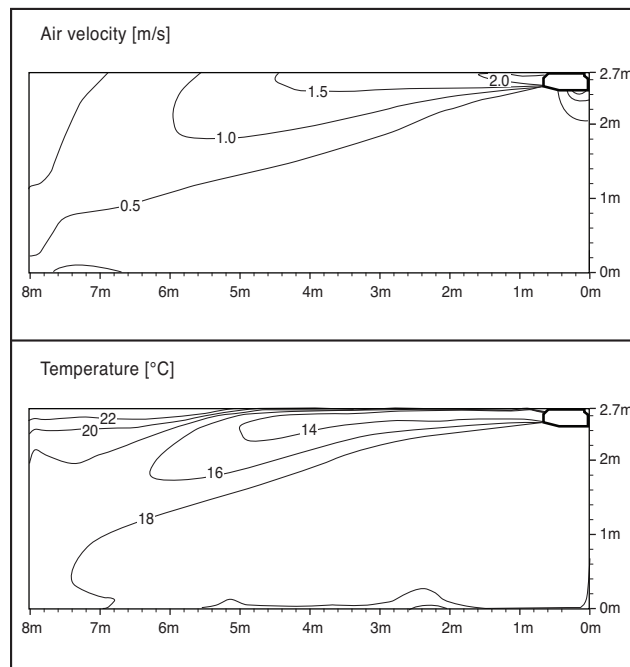 Air velocity [m/s]
2.7m
2.0
1.5
2m
1.0
0.5
1m
0m
8m 7m 6m 5m 4m 3m 2m 1m 0m
Temperature [°C]
2.7m
22
20
14
2m
16
18
1m
0m
8m 7m 6m 5m 4m 3m 2m 1m 0m